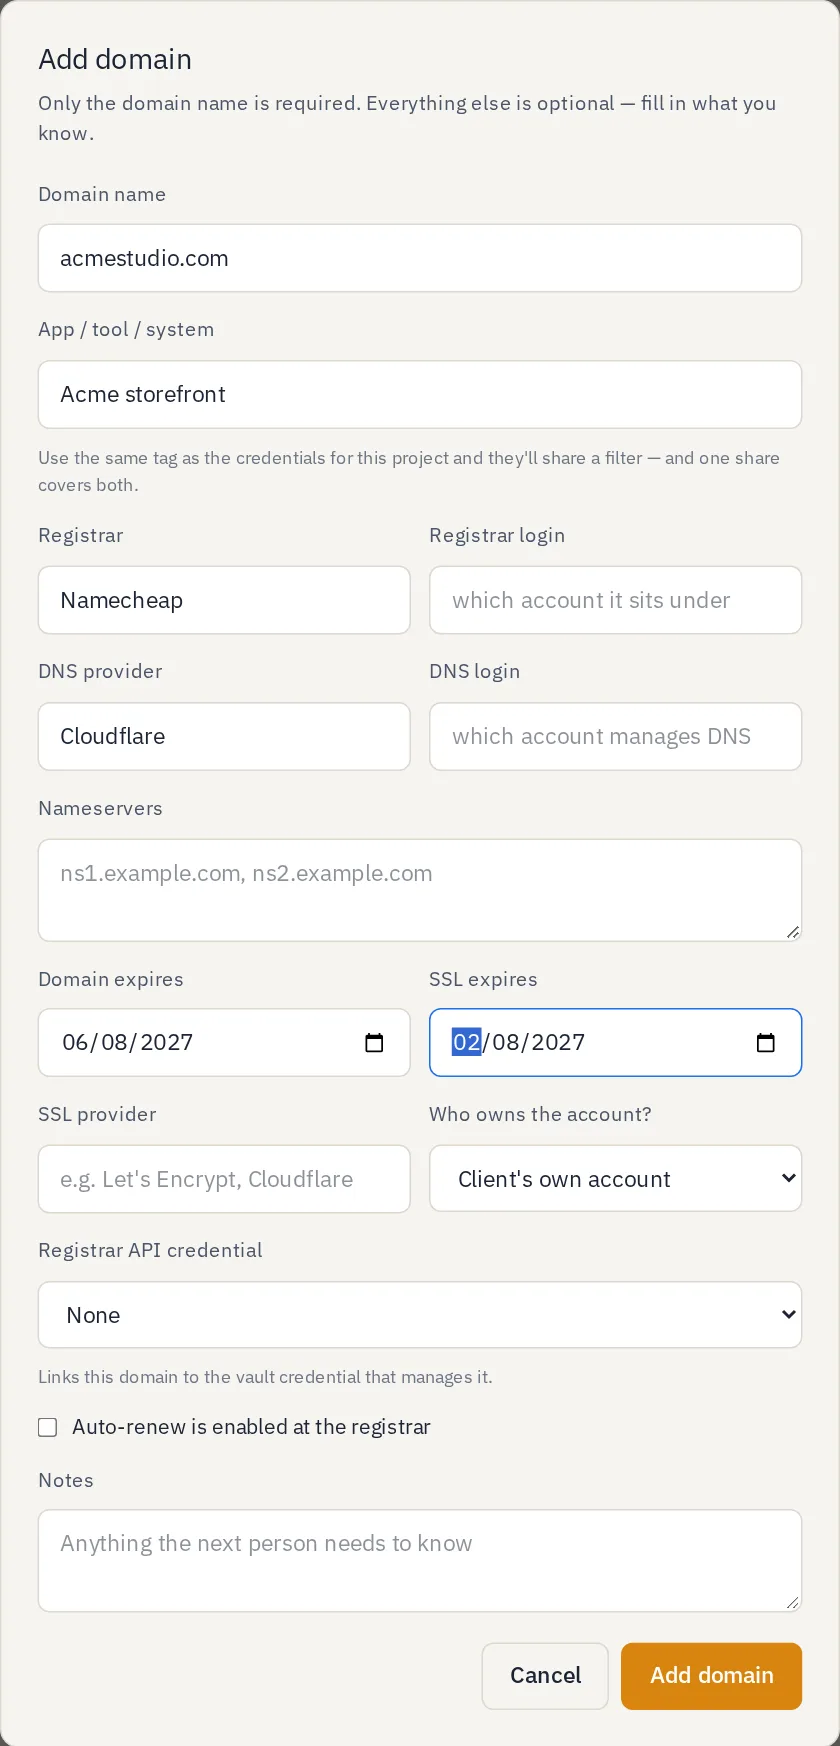 Add domain
Only the domain name is required. Everything else is optional — fill in what you
know.
Domain name
acmestudio.com
App / tool / system
Acme storefront
Use the same tag as the credentials for this project and they'll share a filter — and one share
covers both.
Registrar
Registrar login
Namecheap
which account it sits under
DNS provider
DNS login
Cloudflare
which account manages DNS
Nameservers
ns1.example.com, ns2.example.com
Domain expires
SSL expires
06/08/2027
02/08/2027
SSL provider
Who owns the account?
e.g. Let's Encrypt, Cloudflare
Client's own account
Registrar API credential
None
Links this domain to the vault credential that manages it.
Auto-renew is enabled at the registrar
Notes
Anything the next person needs to know
Cancel
Add domain